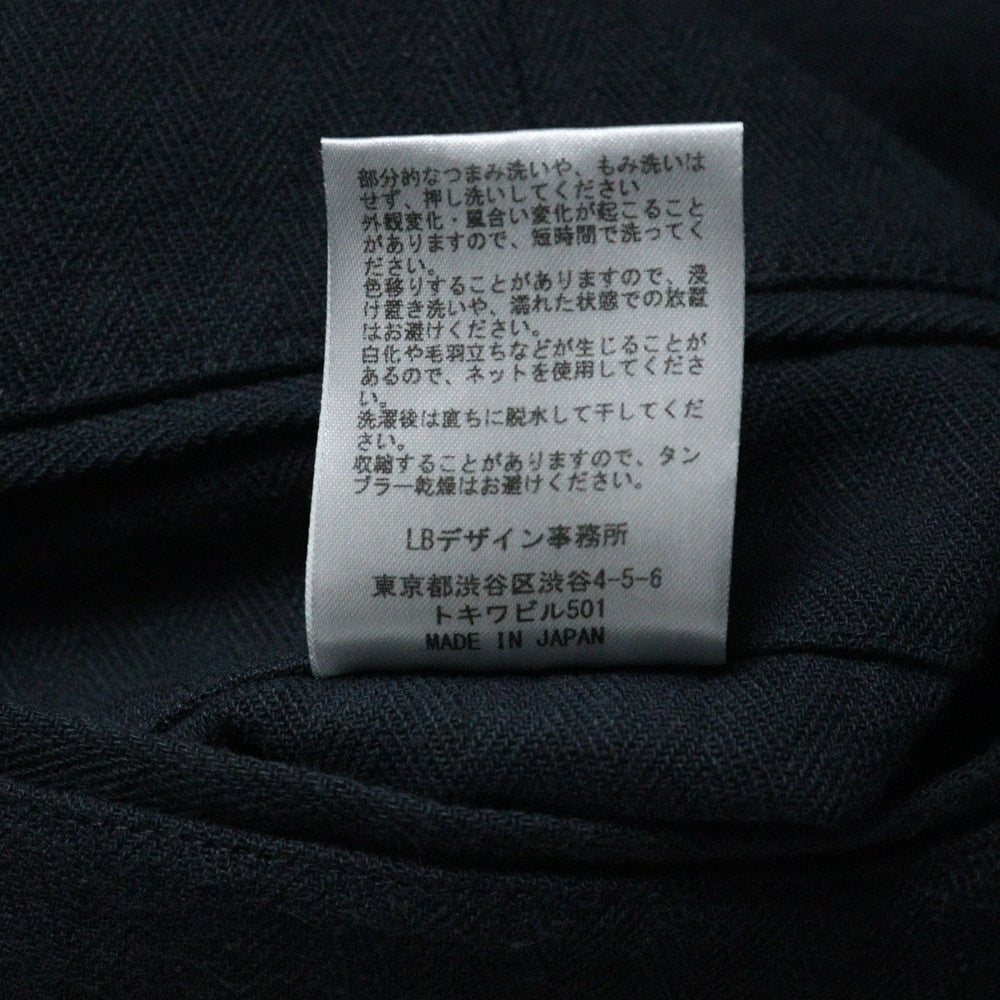 部分的なつまみ洗いや、もみ洗いは
せず、押し洗いしてください
外観変化・風合い変化が起こること
がありますので、短時間で洗ってく
ださい。
色移りすることがありますので、浸
け置き洗いや、濡れた状態での放置
はお避けください。
白化や毛羽立ちなどが生じることが
あるので、ネットを使用してくださ
い。
洗濯後は直ちに脱水して干してくだ
さい。
収縮することがありますので、タン
ブラー乾燥はお避けください。
LBデザイン事務所
東京都渋谷区渋谷4-5-6
トキワビル501
MADE IN JAPAN